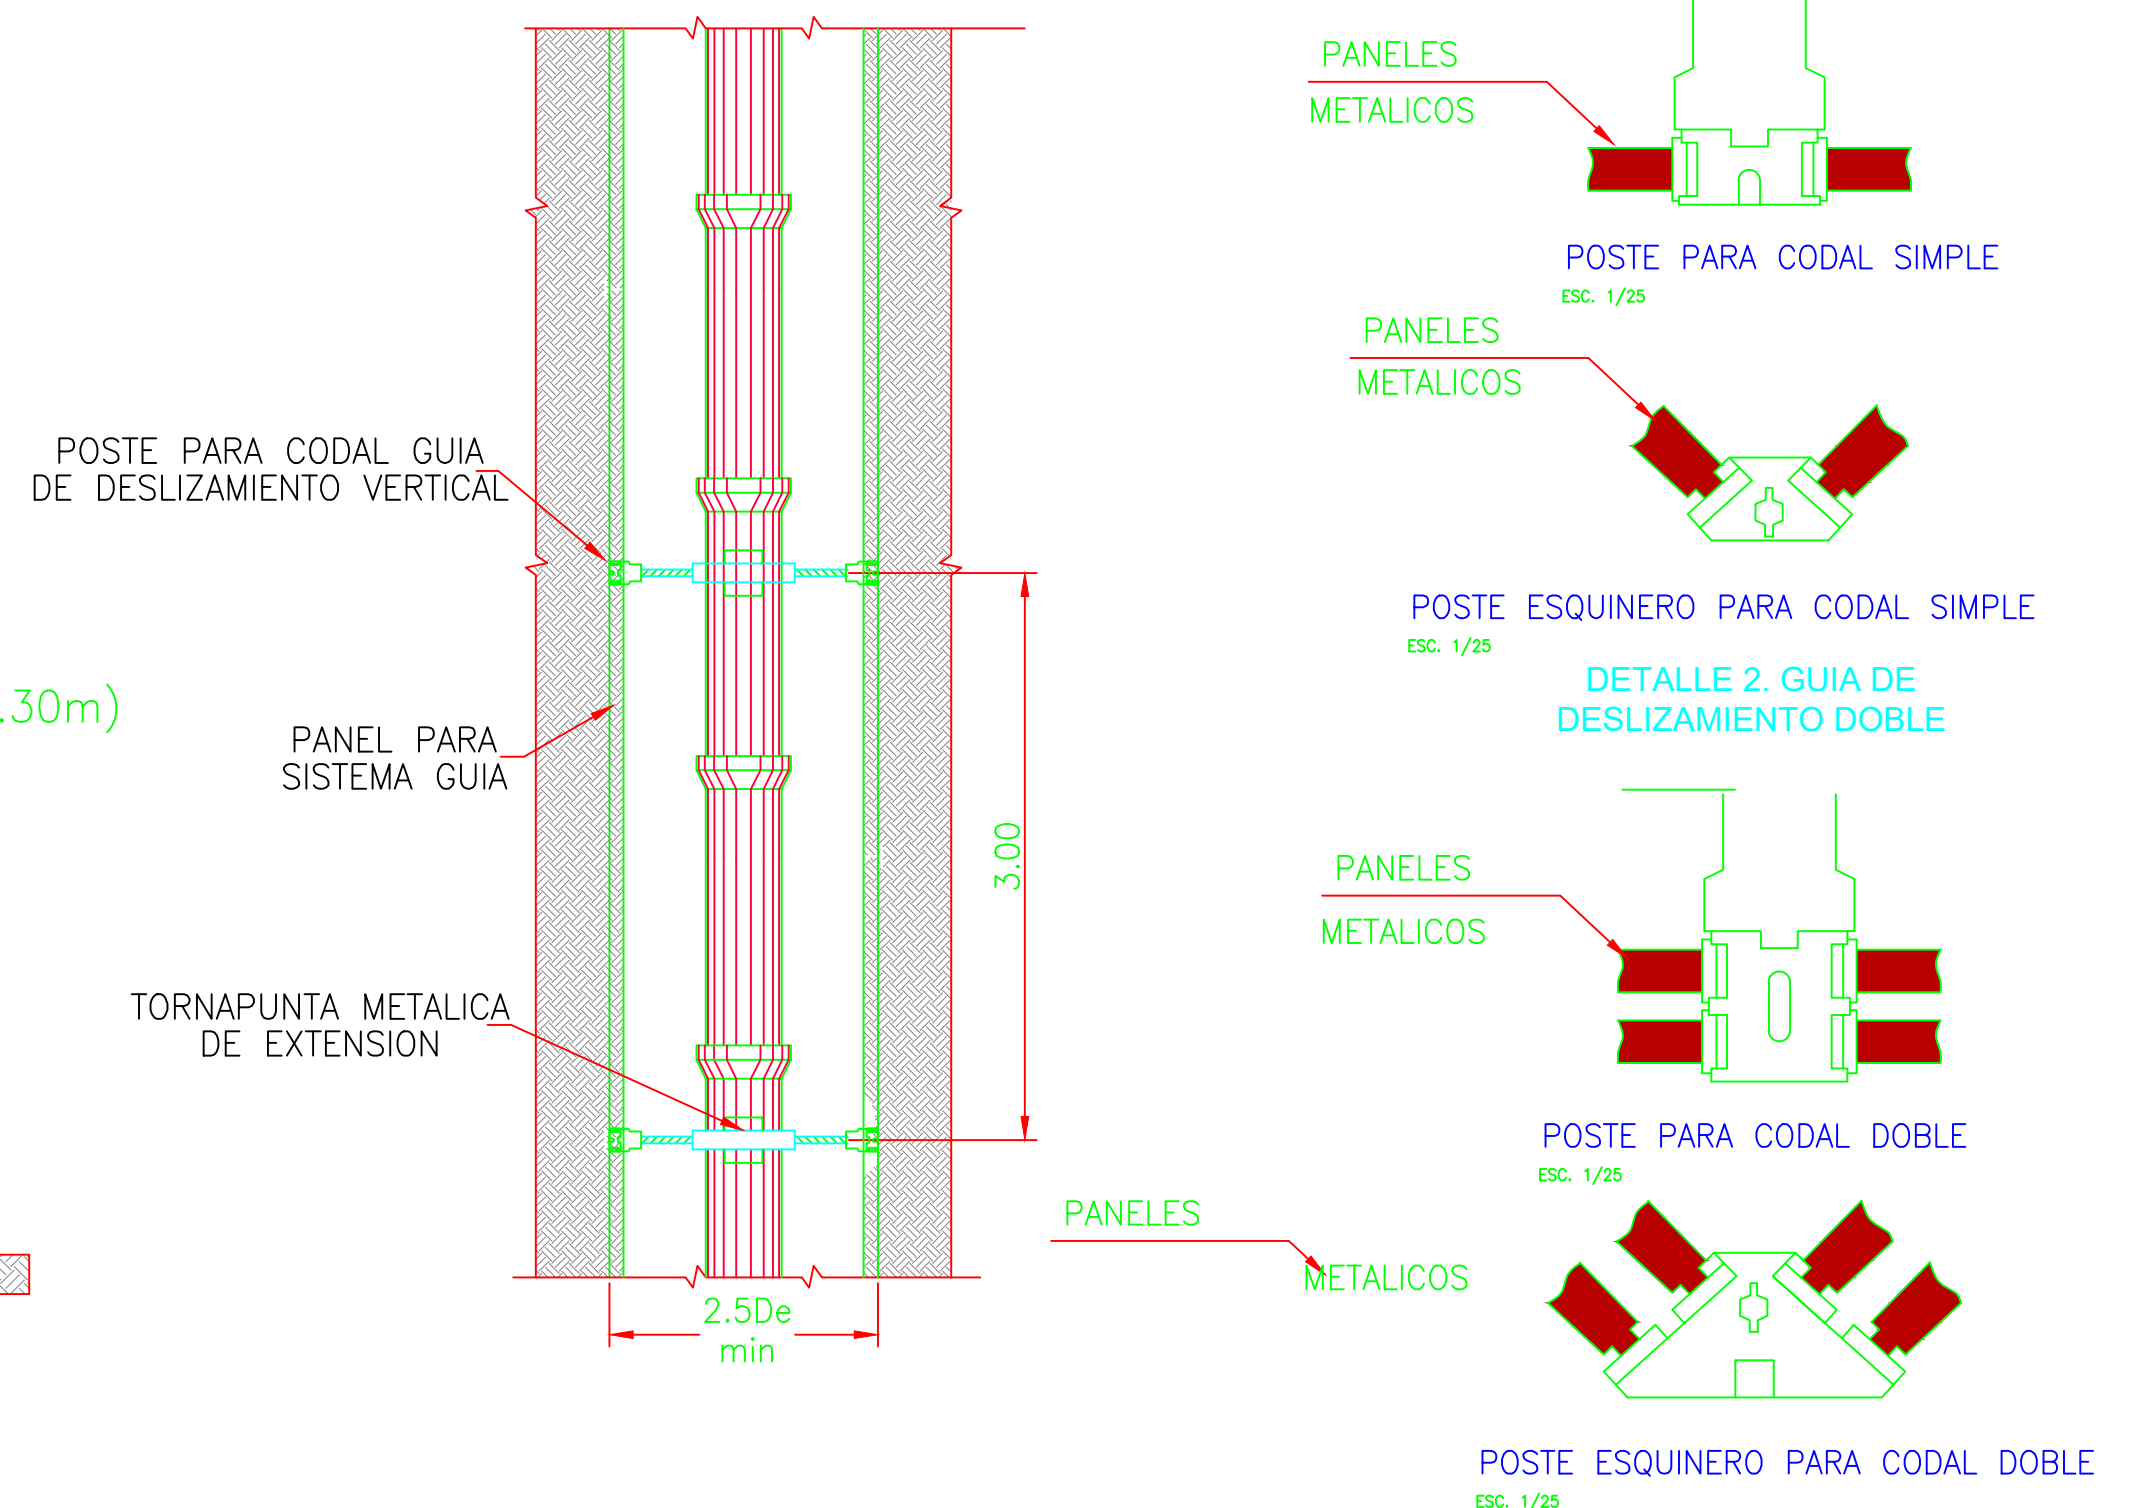 POSTE PARA CODAL GUIA
DE DESLIZAMIENTO VERTICAL
.30m)
PANEL PARA
SISTEMA GUIA
TORNAPUNTA METALICA
DE EXTENSION
3.00
2.5De
min
PANELES
METALICOS
POSTE PARA CODAL SIMPLE
ESC. 1/25
PANELES
METALICOS
POSTE ESQUINERO PARA CODAL SIMPLE
ESC. 1/25
DETALLE 2. GUIA DE
DESLIZAMIENTO DOBLE
PANELES
METALICOS
POSTE PARA CODAL DOBLE
ESC. 1/25
PANELES
METALICOS
POSTE ESQUINERO PARA CODAL DOBLE
ESC. 1/25